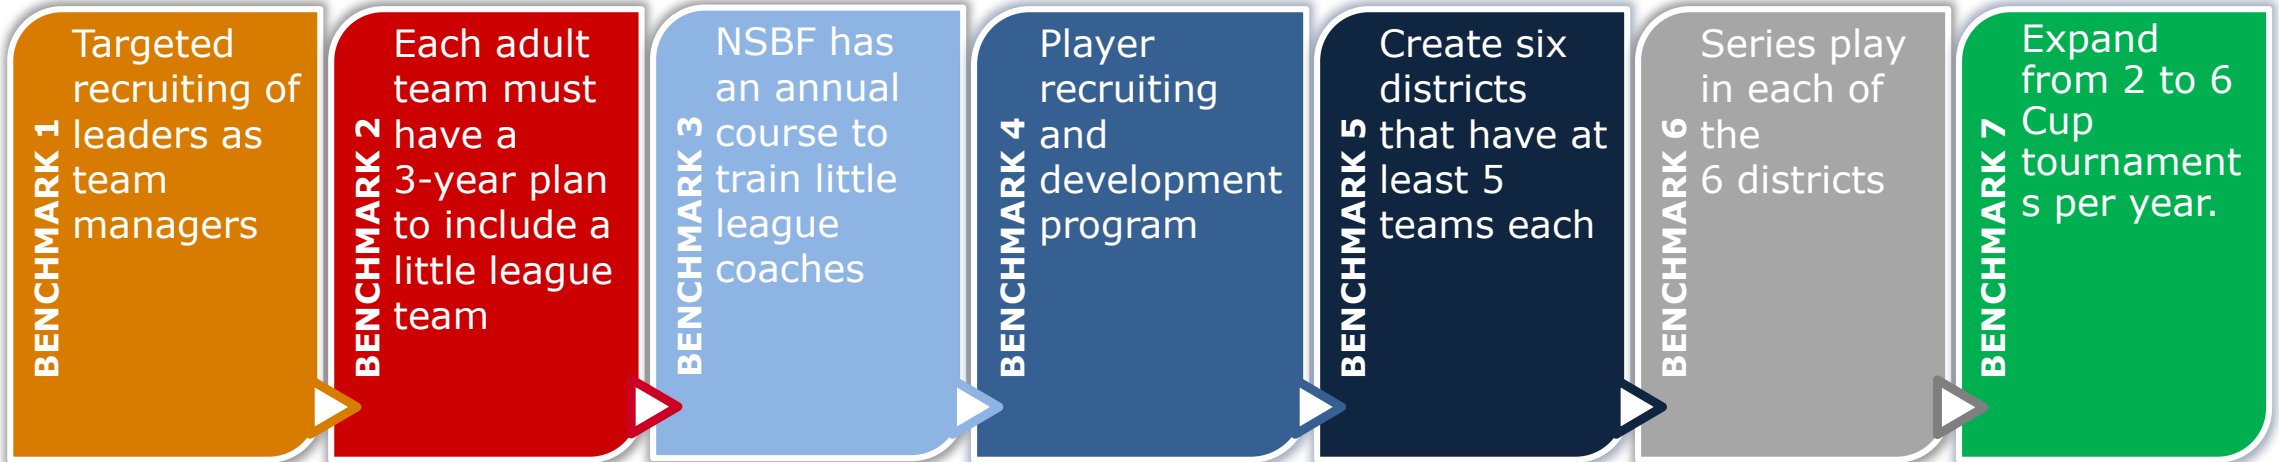 BENCHMARK 1
Targeted
recruiting of
leaders as
team
managers
BENCHMARK 2
Each adult
team must
have a
3-year plan
to include a
little league
team
BENCHMARK 3
NSBF has
an annual
course to
train little
league
coaches
BENCHMARK 4
Player
recruiting
and
development
program
BENCHMARK 5
Create six
districts
that have at
least 5
teams each
BENCHMARK 6
Series play
in each of
the
6 districts
BENCHMARK 7
Expand
from 2 to 6
Cup
tournament
s per year.